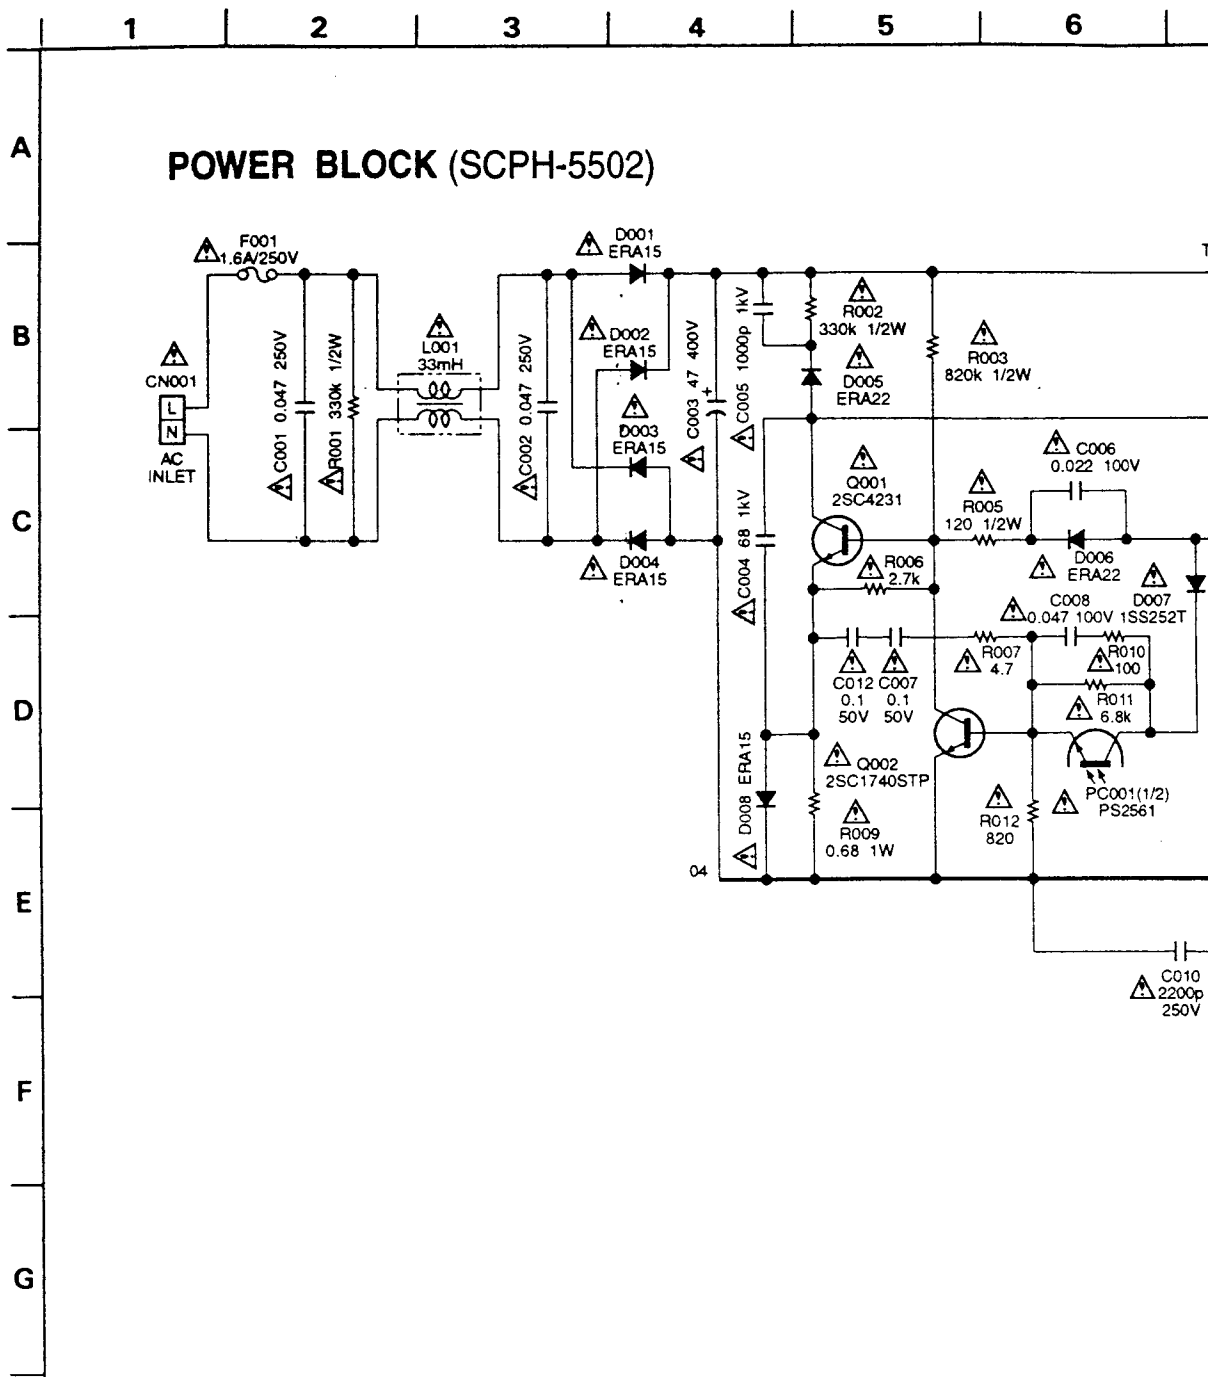 1 2 3 4 5 6
A
POWER BLOCK (SCPH-5502)
F001
1.6A/250V
D001
ERA15
T
B
CN001
L
N
AC
INLET
C001 0.047 250V
R001 330k 1/2W
L001
33mH
C002 0.047 250V
D002
ERA15
D003
ERA15
D004
ERA15
C003 47 400V
+
C005 1000p 1kV
R002
330k 1/2W
D005
ERA22
R003
820k 1/2W
C
C004 68 1kV
Q001
2SC4231
R005
120 1/2W
C006
0.022 100V
D006
ERA22
R006
2.7k
D007
1SS252T
C008
0.047 100V
D
C012
0.1
50V
C007
0.1
50V
R007
4.7
R010
100
R011
6.8k
Q002
2SC1740STP
D008 ERA15
R009
0.68 1W
R012
820
PC001(1/2)
PS2561
04
E
C010
2200p
250V
F
G